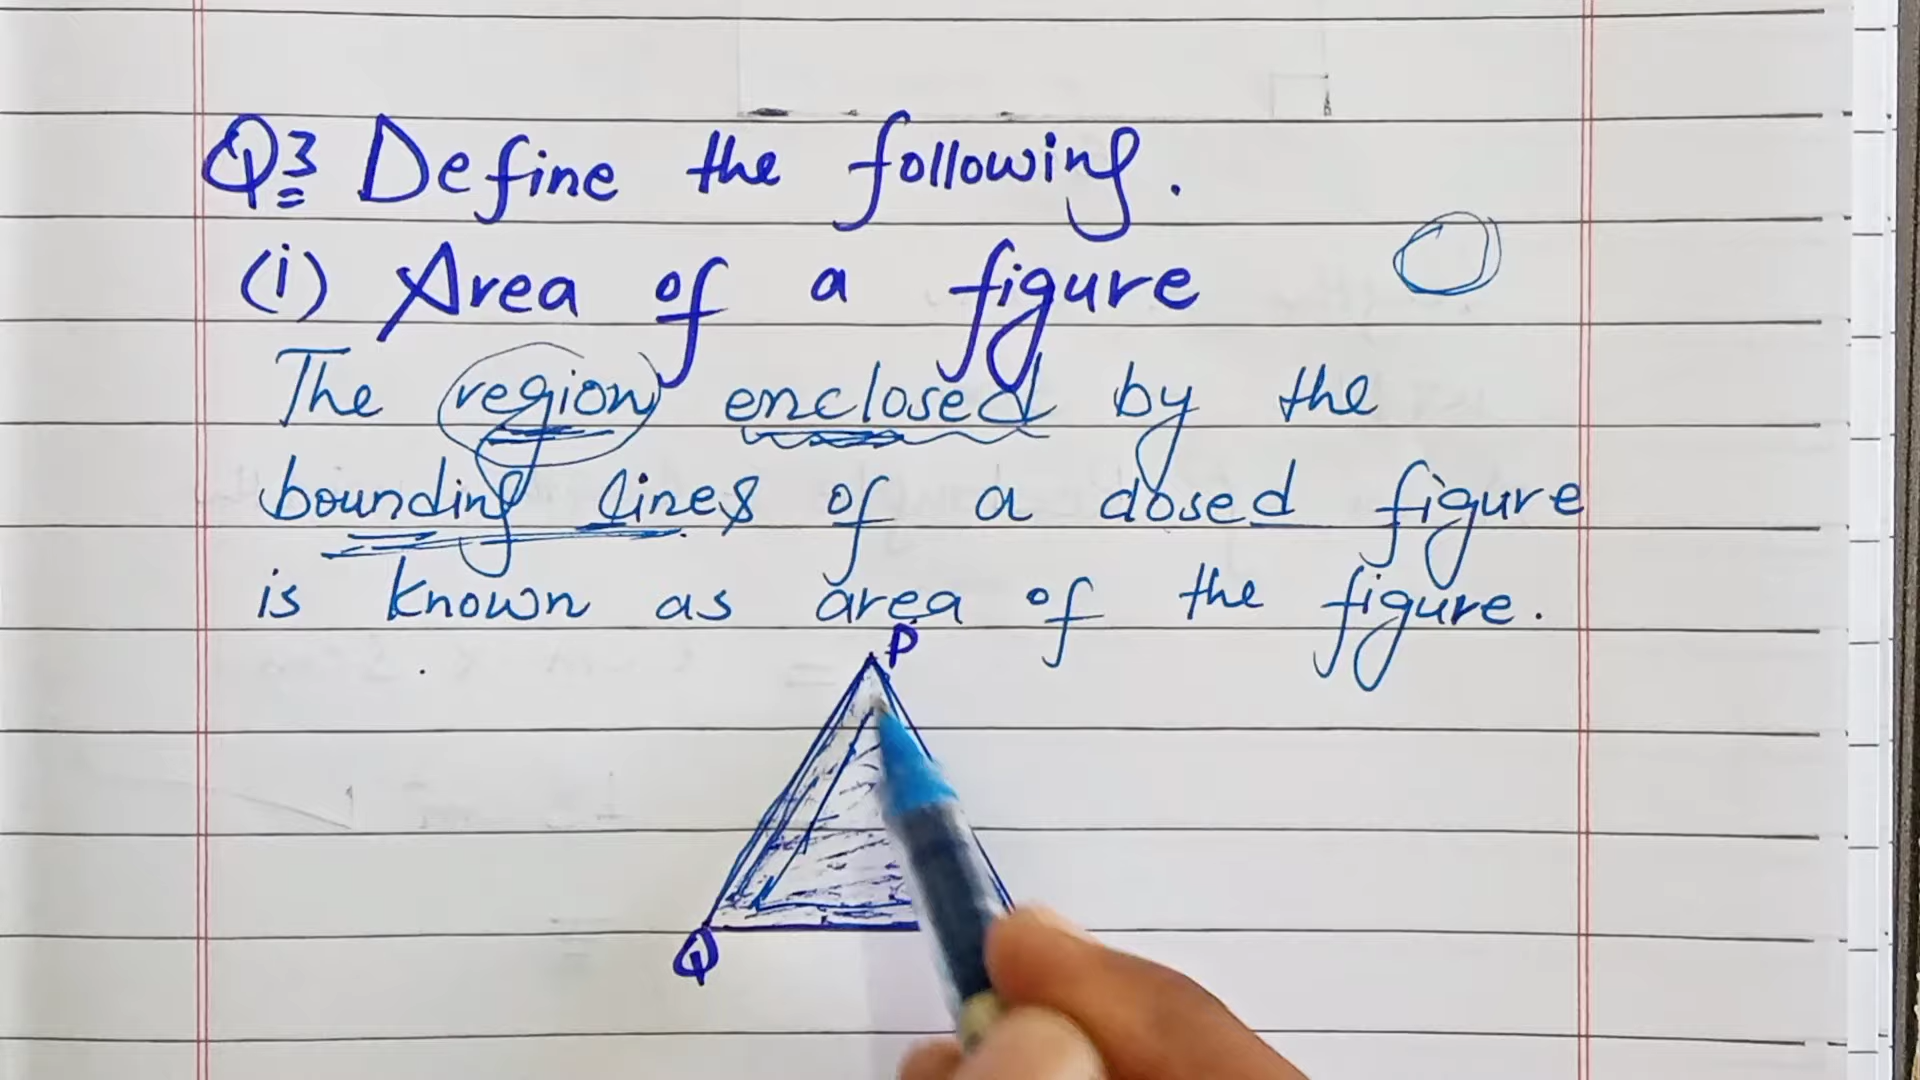 Q3 Define the following.
(i) Area of a figure
The region enclosed by the
bounding lines of a closed figure
is known as area of the figure.
P
Q